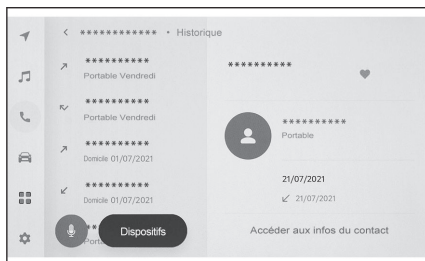 ************ • Historique
**********
Portable Vendredi
**********
Portable Vendredi
**********
Domicile 01/07/2021
**********
Domicile 01/07/2021
**
Porta
Dispositifs
**********
**********
Portable
21/07/2021
21/07/2021
Accéder aux infos du contact